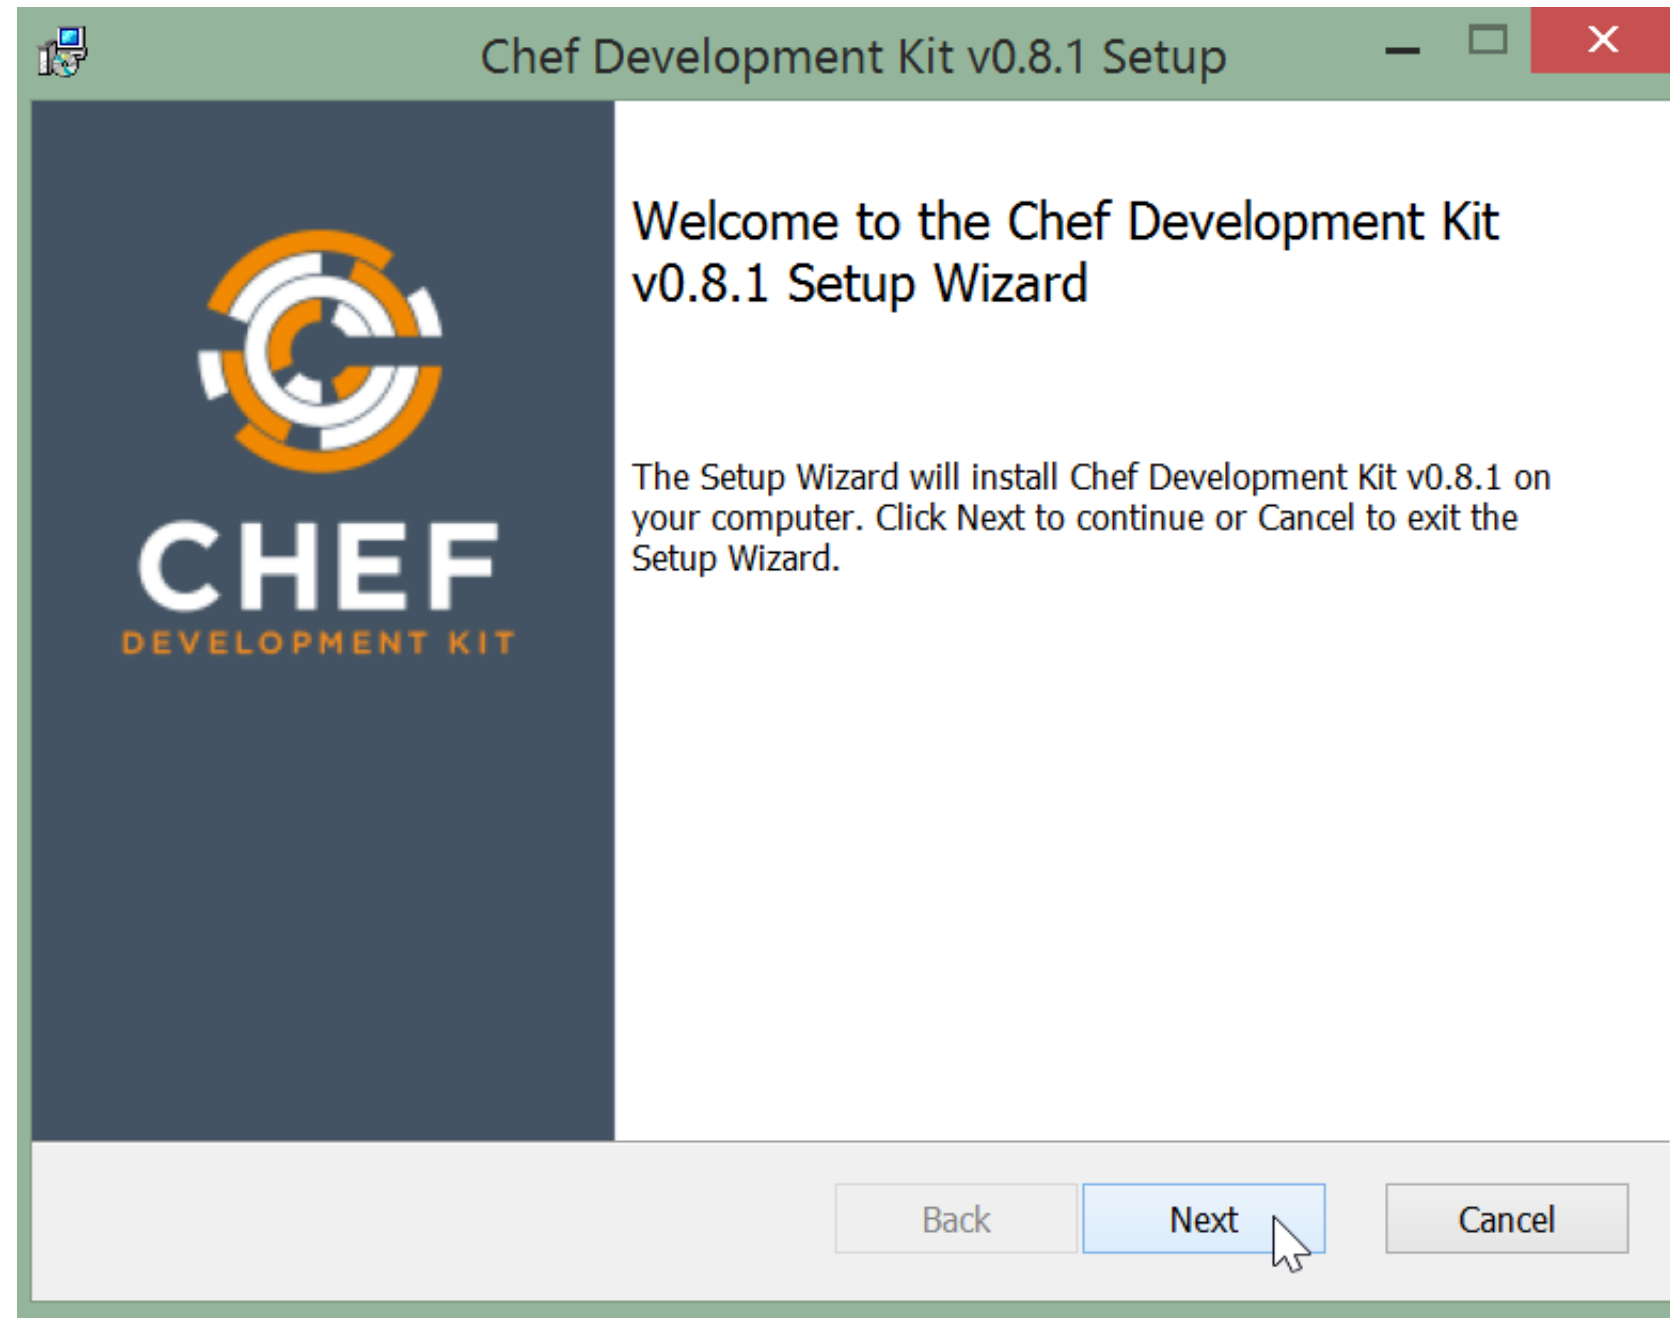 Chef Development Kit v0.8.1 Setup
Welcome to the Chef Development Kit
v0.8.1 Setup Wizard
The Setup Wizard will install Chef Development Kit v0.8.1 on
your computer. Click Next to continue or Cancel to exit the
Setup Wizard.
CHEF
DEVELOPMENT KIT
Back
Next
Cancel